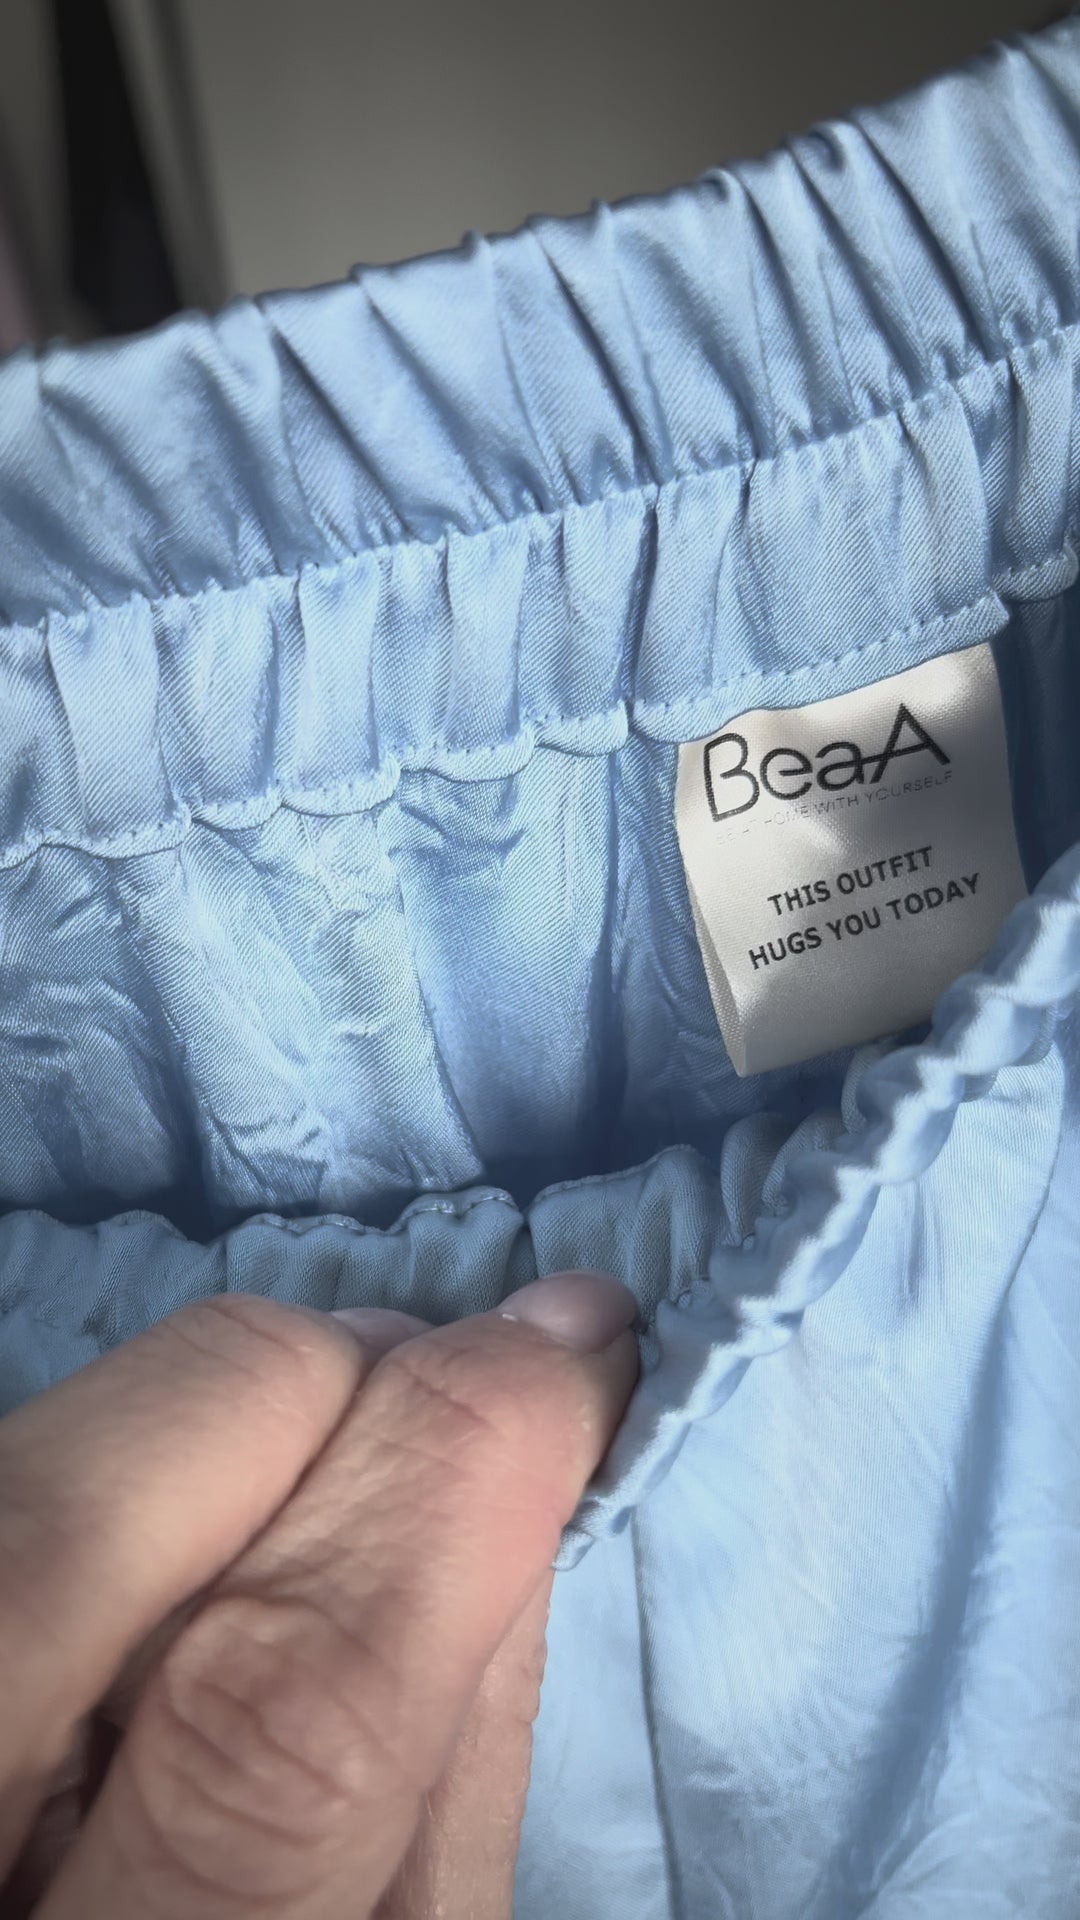 BeaA
BE AT HOME WITH YOURSELF
THIS OUTFIT
HUGS YOU TODAY